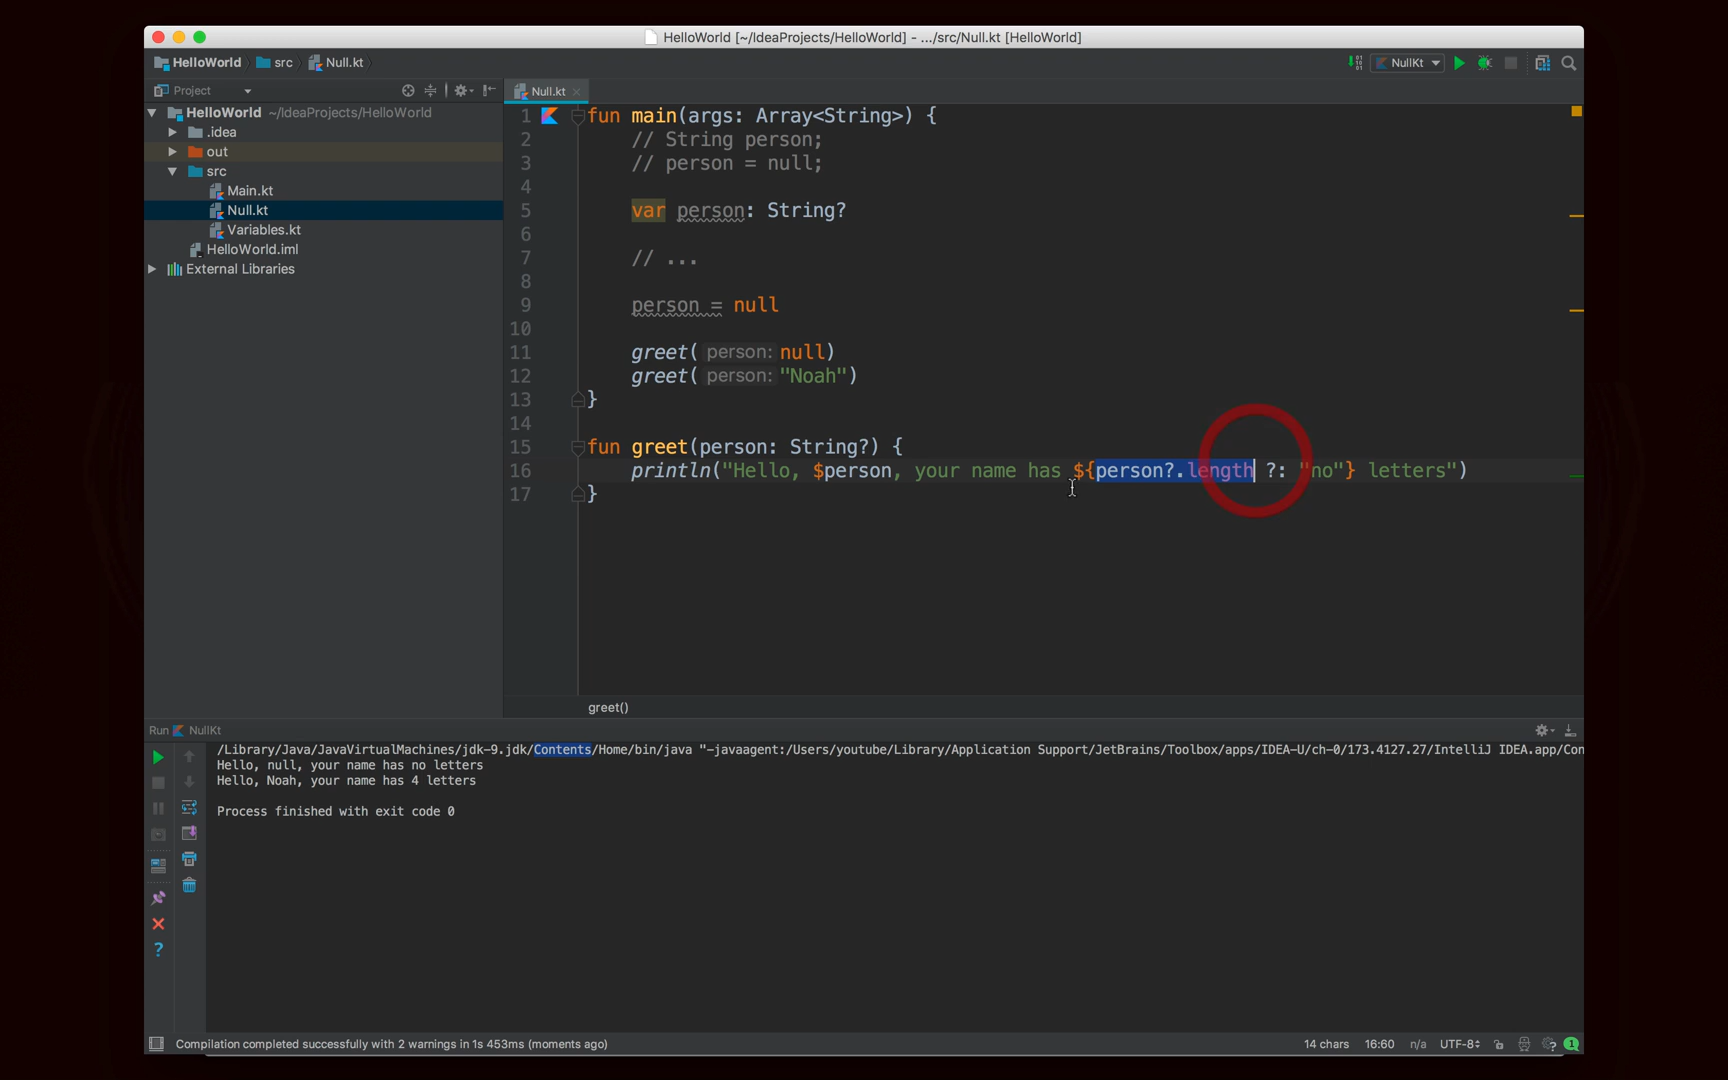 HelloWorld [~/IdeaProjects/HelloWorld] - .../src/Null.kt [HelloWorld]
HelloWorld src Null.kt NullKt
Project
Null.kt
HelloWorld ~/IdeaProjects/HelloWorld
.idea
out
src
Main.kt
Null.kt
Variables.kt
HelloWorld.iml
External Libraries
1 fun main(args: Array<String>) {
2 // String person;
3 // person = null;
4
5 var person: String?
6
7 // ...
8
9 person = null
10
11 greet( person: null)
12 greet( person: "Noah")
13 }
14
15 fun greet(person: String?) {
16 println("Hello, $person, your name has ${person?.length ?: "no"} letters")
17 }
greet()
Run NullKt
/Library/Java/JavaVirtualMachines/jdk-9.jdk/Contents/Home/bin/java "-javaagent:/Users/youtube/Library/Application Support/JetBrains/Toolbox/apps/IDEA-U/ch-0/173.4127.27/IntelliJ IDEA.app/Con
Hello, null, your name has no letters
Hello, Noah, your name has 4 letters
Process finished with exit code 0
Compilation completed successfully with 2 warnings in 1s 453ms (moments ago) 14 chars 16:60 n/a UTF-8 1